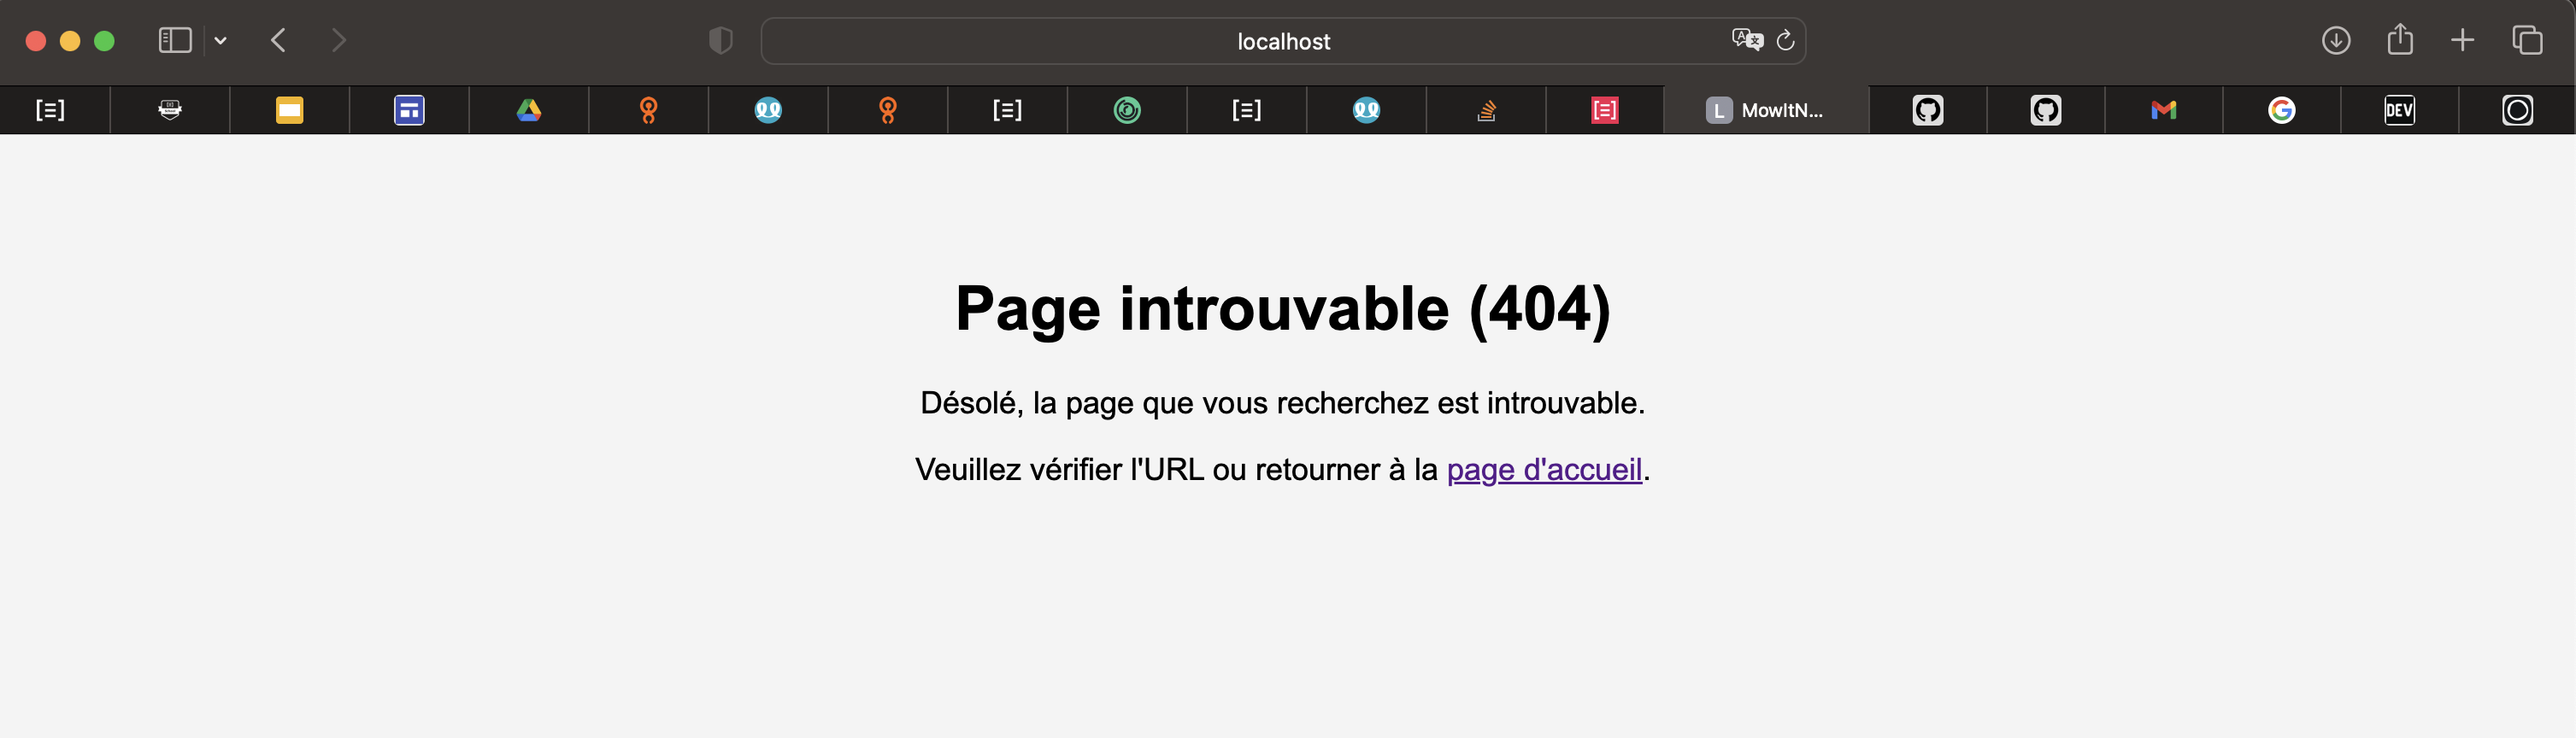 localhost
L MowItN...
DEV
Page introuvable (404)
Désolé, la page que vous recherchez est introuvable.
Veuillez vérifier l'URL ou retourner à la page d'accueil.